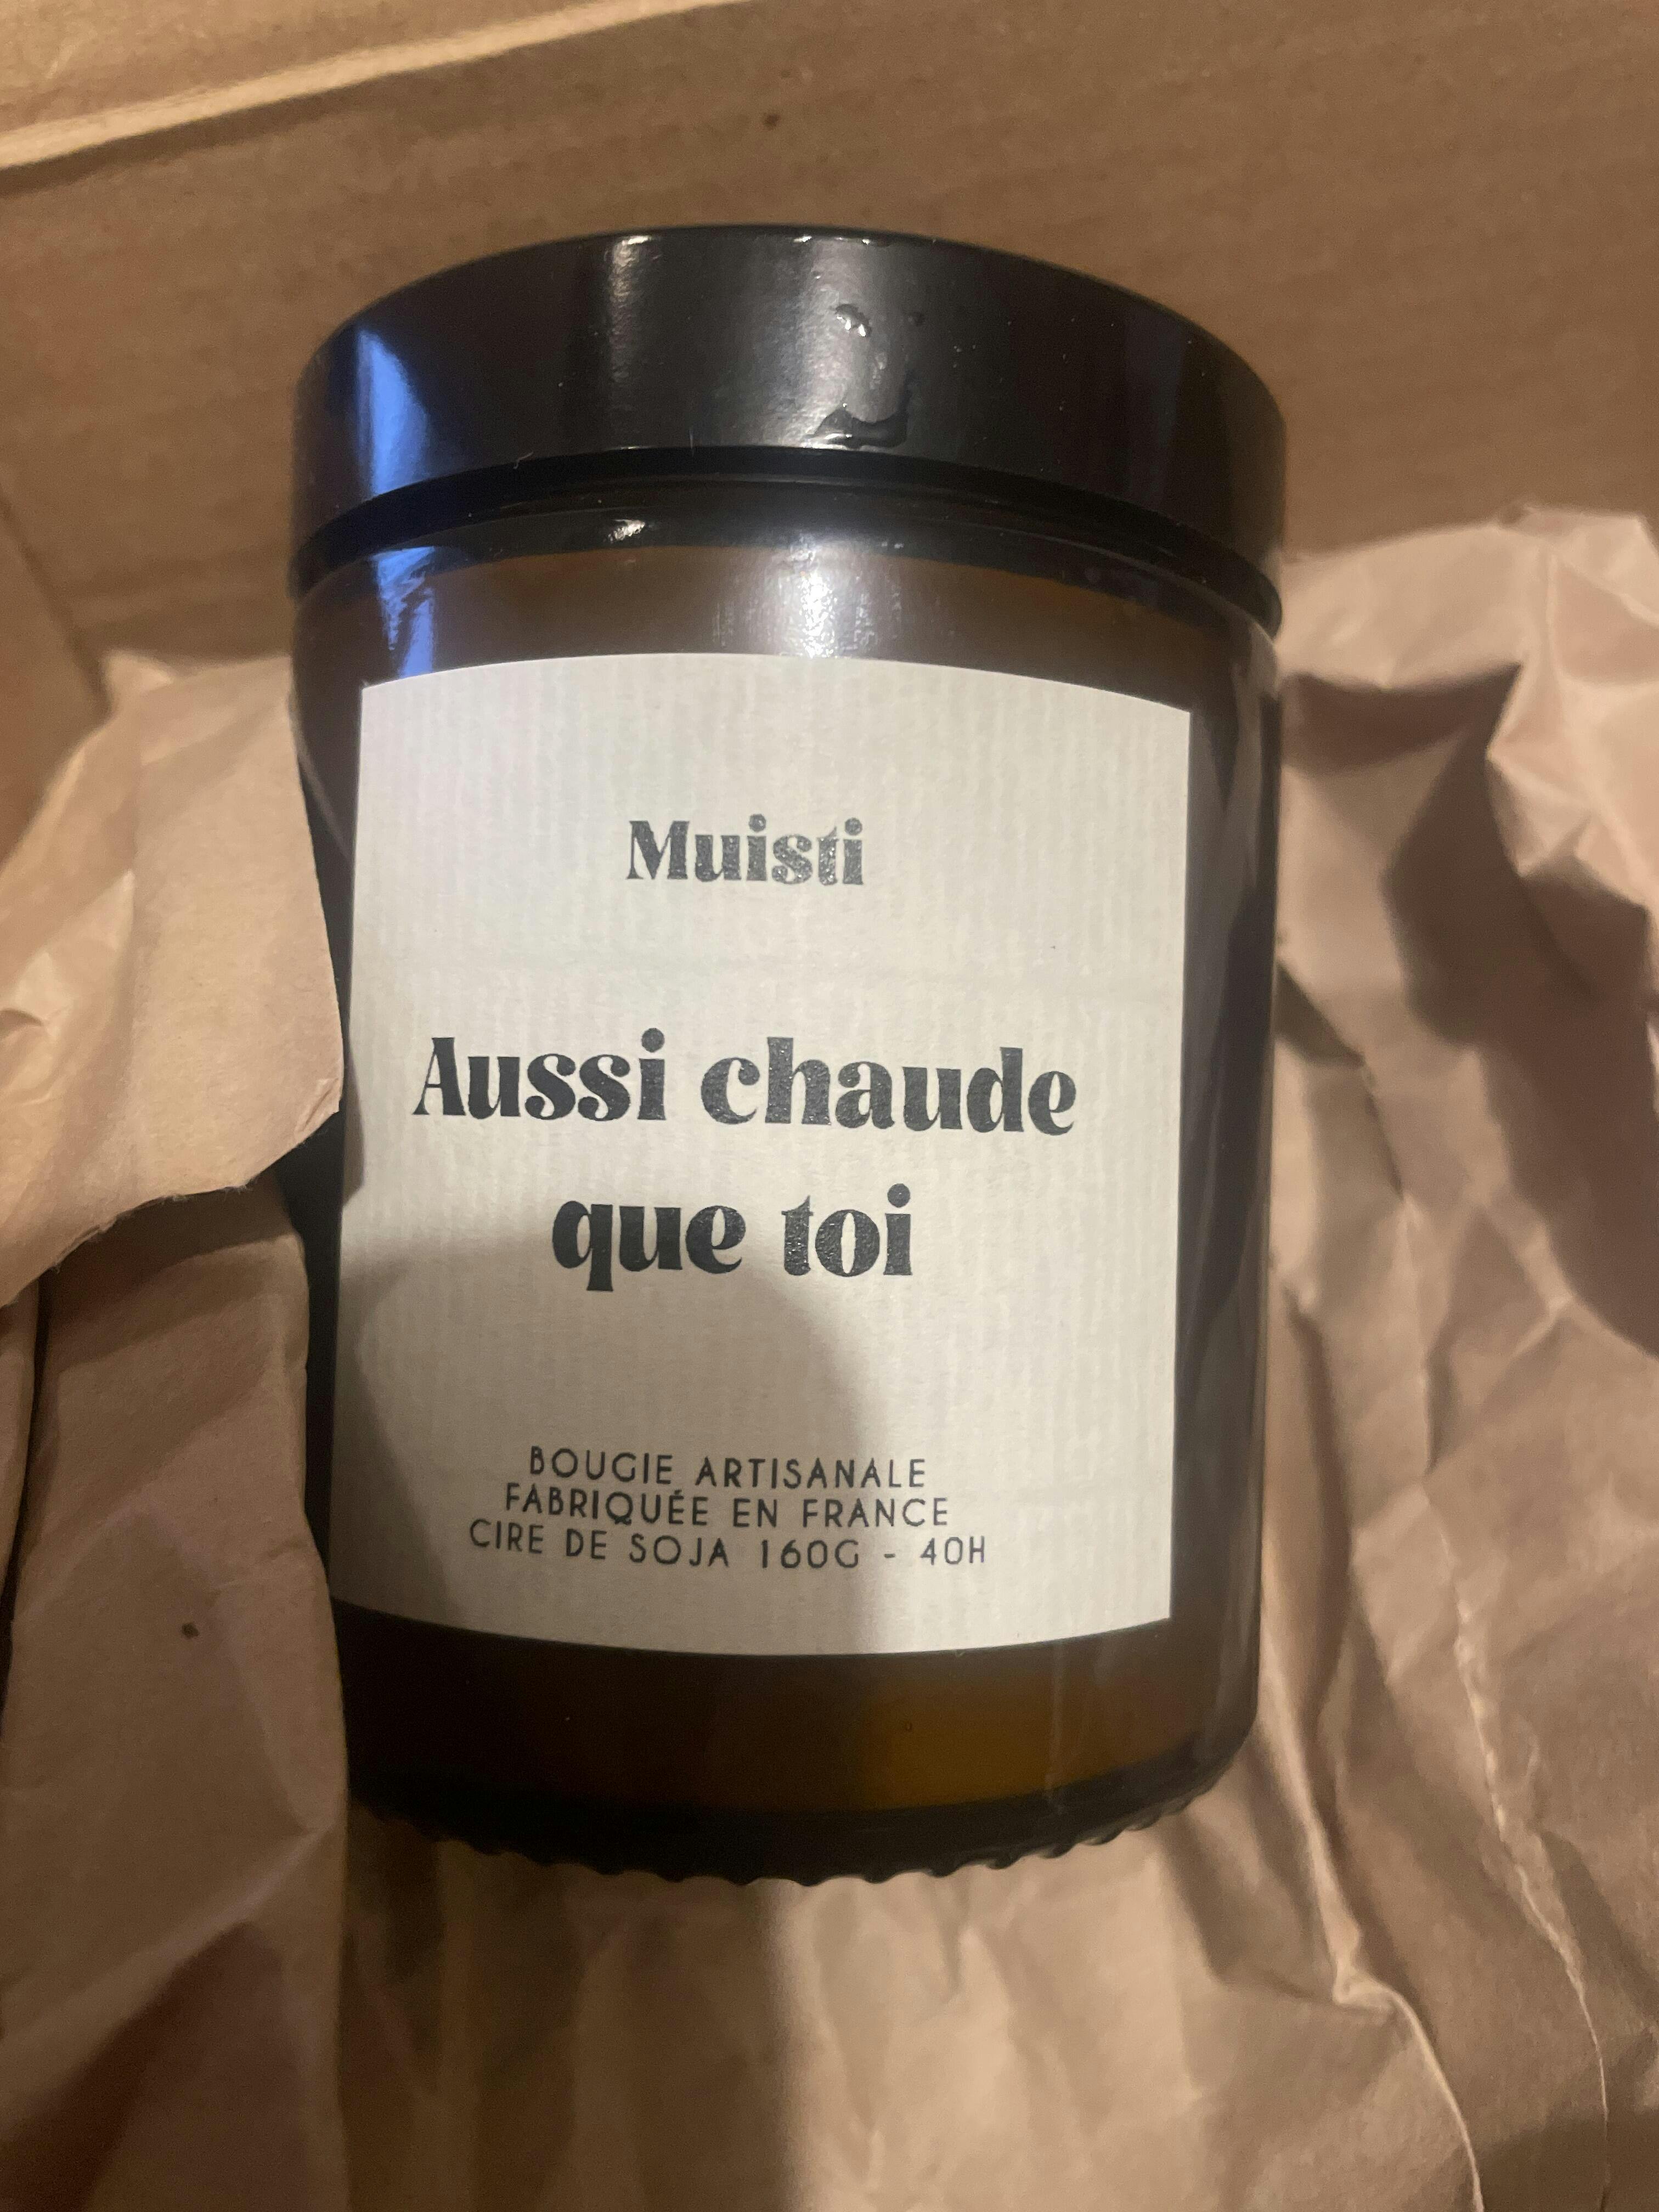 Muisti
Aussi chaude
que toi
BOUGIE ARTISANALE
FABRIQUÉE EN FRANCE
CIRE DE SOJA 160G - 40H